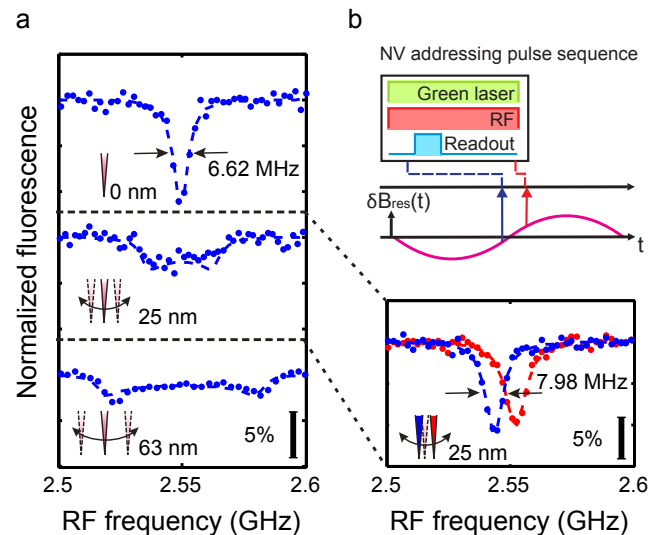 a
Normalized fluorescence
0 nm
6.62 MHz
25 nm
63 nm
5%
2.5
2.55
2.6
RF frequency (GHz)
b
NV addressing pulse sequence
Green laser
RF
Readout
δBres(t)
t
7.98 MHz
25 nm
5%
2.5
2.55
2.6
RF frequency (GHz)